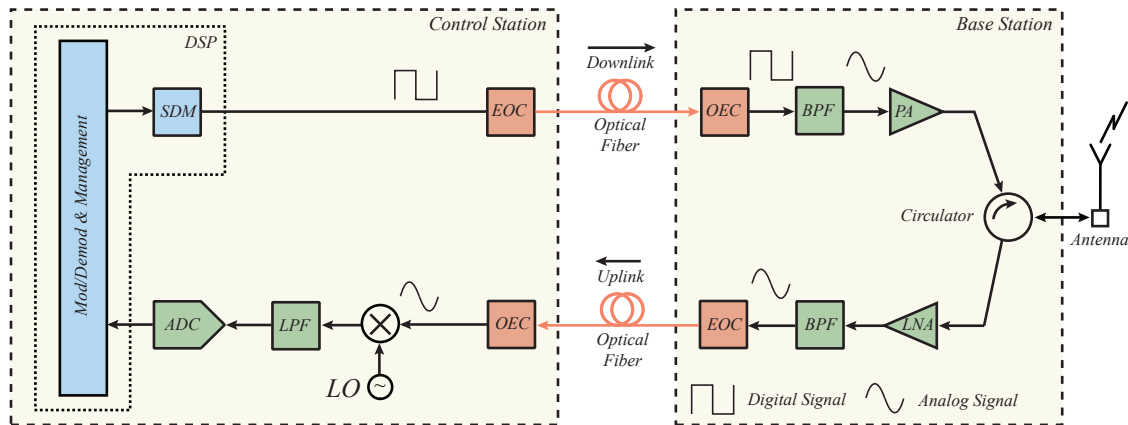 Control Station
Base Station
DSP
Mod/Demod & Management
SDM
EOC
Downlink
Optical
Fiber
OEC
BPF
PA
Circulator
Antenna
Uplink
Optical
Fiber
ADC
LPF
LO
~
OEC
EOC
BPF
LNA
Digital Signal
Analog Signal